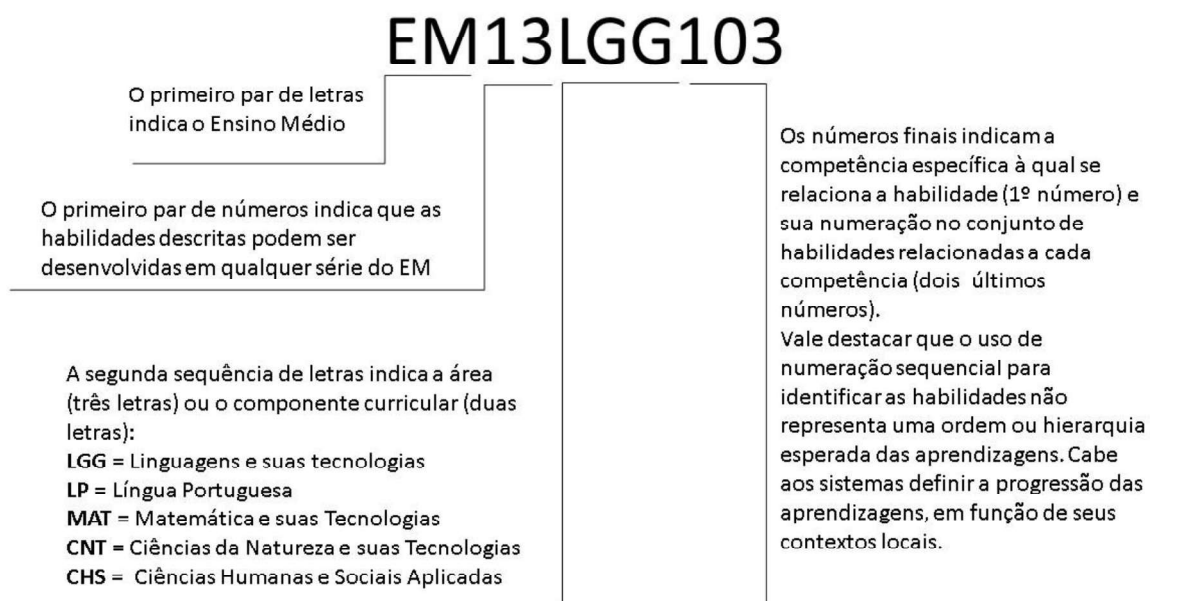 EM13LGG103
O primeiro par de letras
indica o Ensino Médio
O primeiro par de números indica que as
habilidades descritas podem ser
desenvolvidas em qualquer série do EM
A segunda sequência de letras indica a área
(três letras) ou o componente curricular (duas
letras):
LGG = Linguagens e suas tecnologias
LP = Língua Portuguesa
MAT = Matemática e suas Tecnologias
CNT = Ciências da Natureza e suas Tecnologias
CHS = Ciências Humanas e Sociais Aplicadas
Os números finais indicam a
competência específica à qual se
relaciona a habilidade (1º número) e
sua numeração no conjunto de
habilidades relacionadas a cada
competência (dois últimos
números).
Vale destacar que o uso de
numeração sequencial para
identificar as habilidades não
representa uma ordem ou hierarquia
esperada das aprendizagens. Cabe
aos sistemas definir a progressão das
aprendizagens, em função de seus
contextos locais.